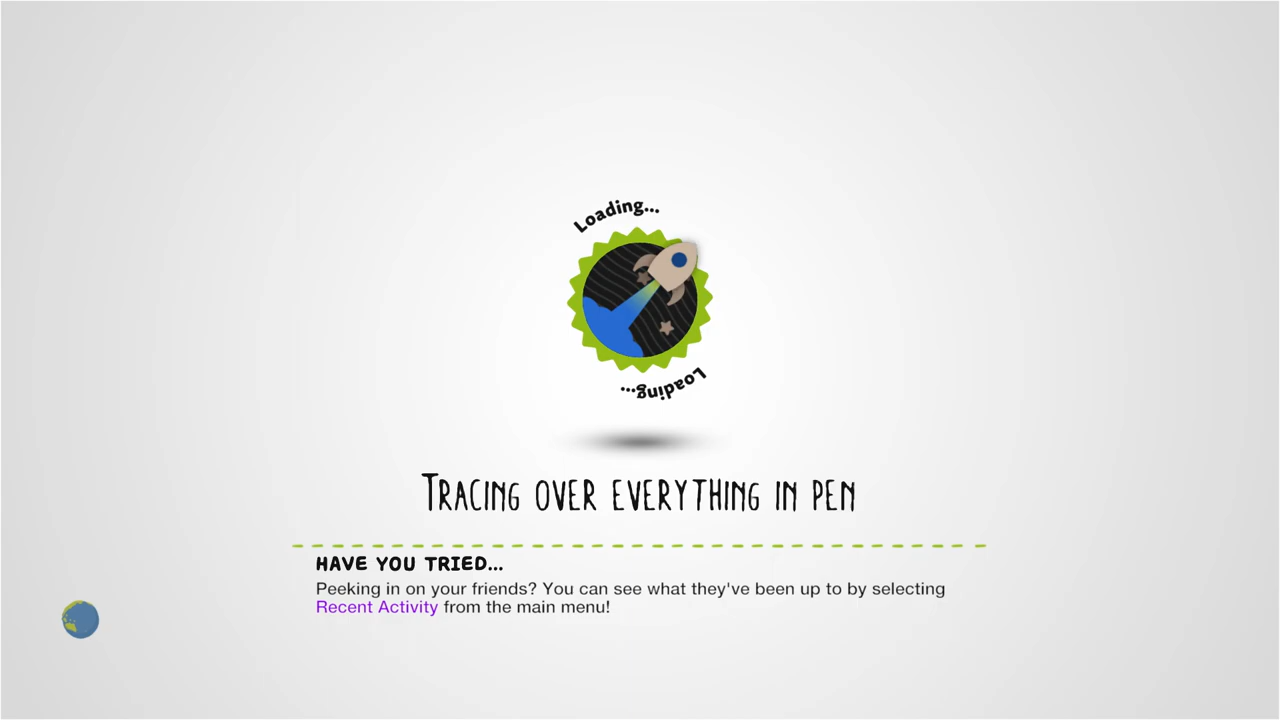 Loading...
Loading...
Tracing over everything in pen
HAVE YOU TRIED...
Peeking in on your friends? You can see what they've been up to by selecting
Recent Activity from the main menu!